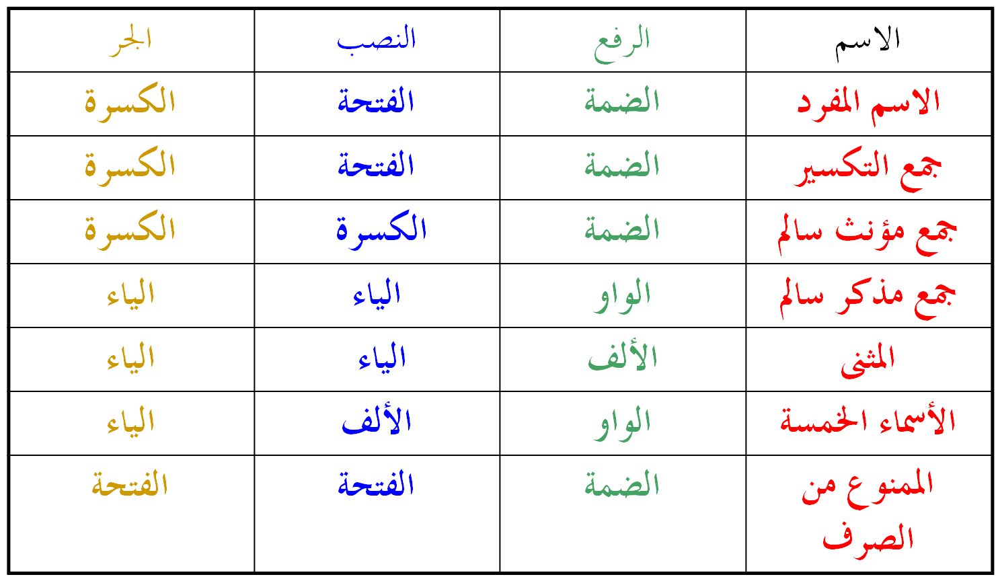 الاسم الرفع النصب الجر
الاسم المفرد الضمة الفتحة الكسرة
جمع التكسير الضمة الفتحة الكسرة
جمع مؤنث سالم الضمة الكسرة الكسرة
جمع مذكر سالم الواو الياء الياء
المثنى الألف الياء الياء
الأسماء الخمسة الواو الألف الياء
الممنوع من الضمة الفتحة الفتحة
الصرف